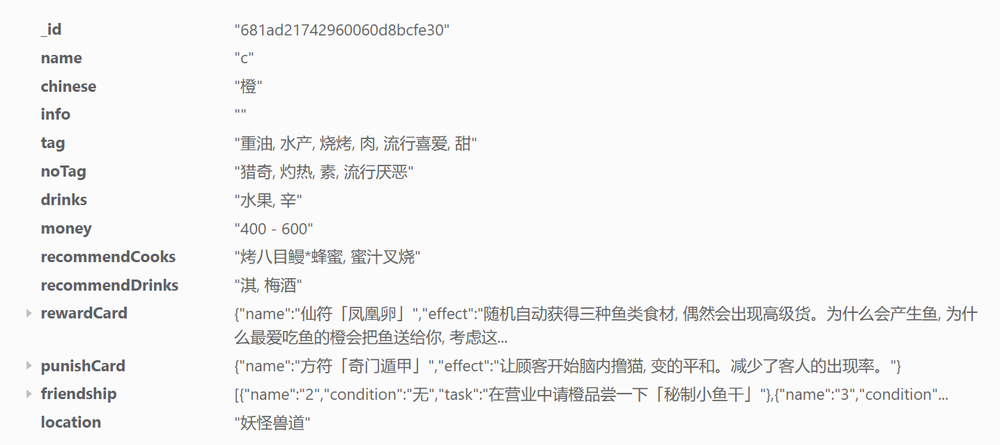 _id "681ad21742960060d8bcfe30"
name "c"
chinese "橙"
info ""
tag "重油, 水产, 烧烤, 肉, 流行喜爱, 甜"
noTag "猎奇, 灼热, 素, 流行厌恶"
drinks "水果, 辛"
money "400 - 600"
recommendCooks "烤八目鳗*蜂蜜, 蜜汁叉烧"
recommendDrinks "淇, 梅酒"
rewardCard {"name":"仙符「凤凰卵」","effect":"随机自动获得三种鱼类食材, 偶然会出现高级货。为什么会产生鱼, 为什
么最爱吃鱼的橙会把鱼送给你, 考虑这...
punishCard {"name":"方符「奇门遁甲」","effect":"让顾客开始脑内撸猫, 变的平和。减少了客人的出现率。"}
friendship [{"name":"2","condition":"无","task":"在营业中请橙品尝一下「秘制小鱼干」"},{"name":"3","condition"...
location "妖怪兽道"